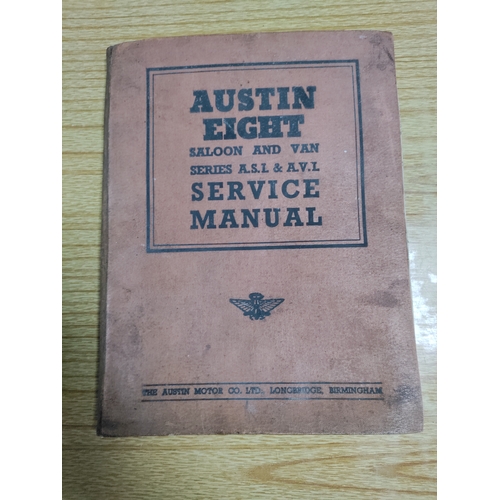 AUSTIN
EIGHT
SALOON AND VAN
SERIES A.S.1. & A.V.1.
SERVICE
MANUAL
THE AUSTIN MOTOR CO. LTD., LONGBRIDGE, BIRMINGHAM